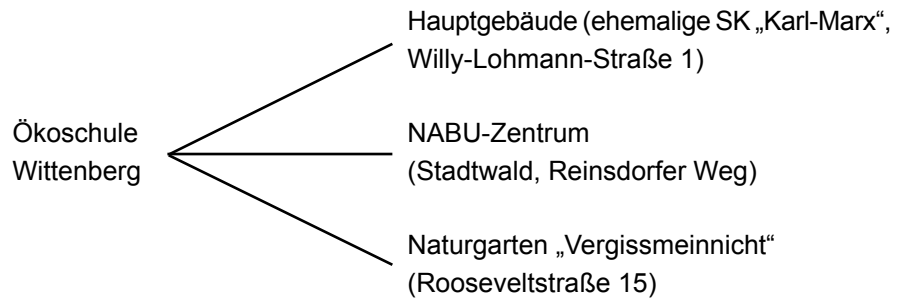 Hauptgebäude (ehemalige SK „Karl-Marx“,
Willy-Lohmann-Straße 1)
Ökoschule
Wittenberg
NABU-Zentrum
(Stadtwald, Reinsdorfer Weg)
Naturgarten „Vergissmeinnicht“
(Rooseveltstraße 15)